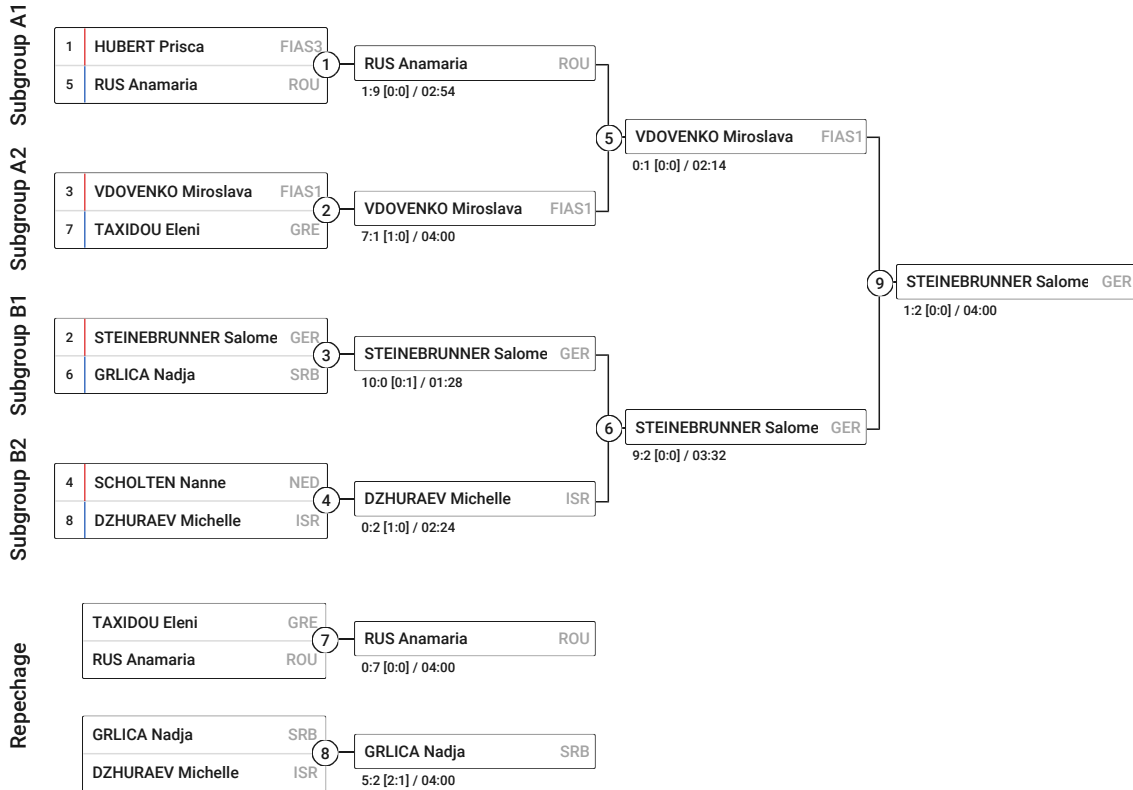 Subgroup A1
1 HUBERT Prisca FIAS3
5 RUS Anamaria ROU
1
RUS Anamaria ROU
1:9 [0:0] / 02:54
Subgroup A2
3 VDOVENKO Miroslava FIAS1
7 TAXIDOU Eleni GRE
2
VDOVENKO Miroslava FIAS1
7:1 [1:0] / 04:00
5
VDOVENKO Miroslava FIAS1
0:1 [0:0] / 02:14
Subgroup B1
2 STEINEBRUNNER Salome GER
6 GRLICA Nadja SRB
3
STEINEBRUNNER Salome GER
10:0 [0:1] / 01:28
Subgroup B2
4 SCHOLTEN Nanne NED
8 DZHURAEV Michelle ISR
4
DZHURAEV Michelle ISR
0:2 [1:0] / 02:24
6
STEINEBRUNNER Salome GER
9:2 [0:0] / 03:32
9
STEINEBRUNNER Salome GER
1:2 [0:0] / 04:00
Repechage
TAXIDOU Eleni GRE
RUS Anamaria ROU
7
RUS Anamaria ROU
0:7 [0:0] / 04:00
GRLICA Nadja SRB
DZHURAEV Michelle ISR
8
GRLICA Nadja SRB
5:2 [2:1] / 04:00